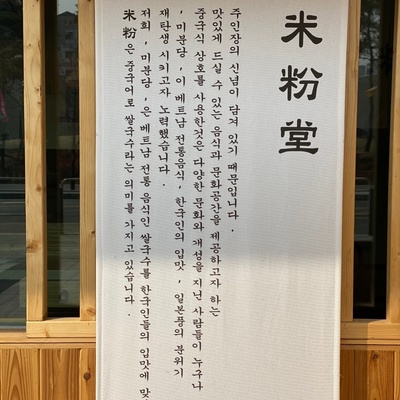 米粉堂
米粉은 중국어로 쌀국수라는 의미를 가지고 있습니다.
저희 , 미분당 , 은 베트남 전통 음식인 쌀국수를 한국인들의 입맛에
재탄생 시키고자 노력했습니다.
, 미분당 , 이 베트남 전통음식, 한국인의 입맛, 일본풍의 분위기
중국식 상호를 사용한것은 다양한 문화와 개성을 지닌 사람들이 누구나
맛있게 드실 수 있는 음식과 문화공간을 제공하고자 하는
주인장의 신념이 담겨 있기 때문입니다.